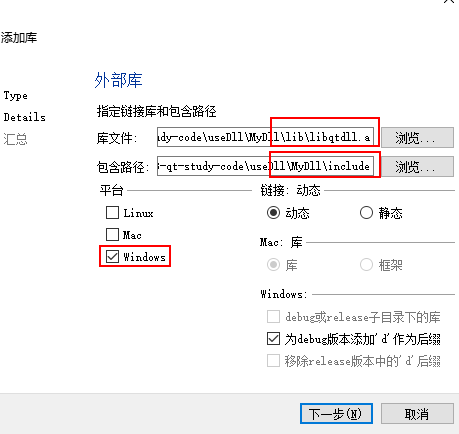 添加库
外部库
Type
Details
汇总
指定链接库和包含路径
库文件: dy-code\useDll\MyDll\lib\libqtdll.a 浏览...
包含路径: -qt-study-code\useDll\MyDll\include 浏览...
平台
Linux
Mac
Windows
链接: 动态
动态 静态
Mac: 库
库 框架
Windows:
debug或release子目录下的库
为debug版本添加'd'作为后缀
移除release版本中的'd'后缀
下一步(N) 取消